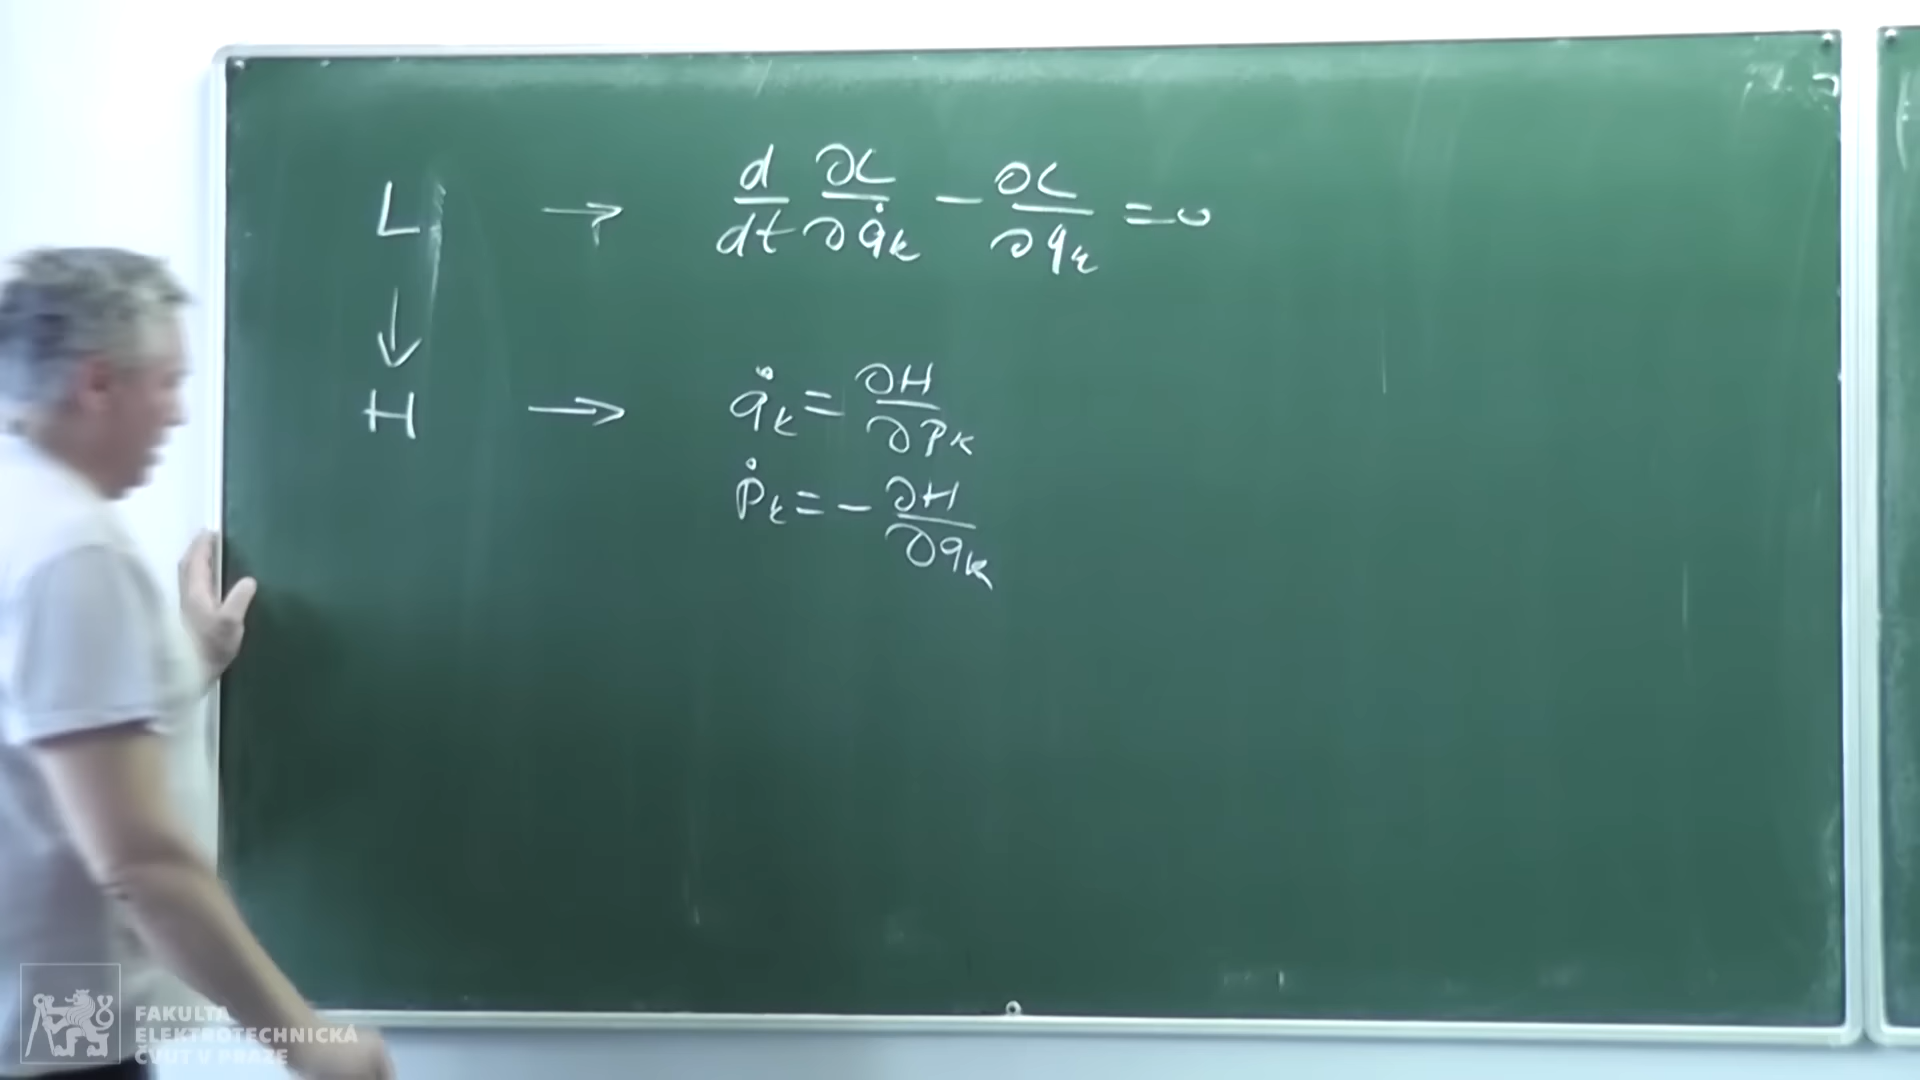 L → d/dt ∂L/∂q̇ₖ − ∂L/∂qₖ = 0
↓
H → q̇ₖ = ∂H/∂pₖ
ṗₖ = − ∂H/∂qₖ
FAKULTA
ELEKTROTECHNICKÁ
ČVUT V PRAZE